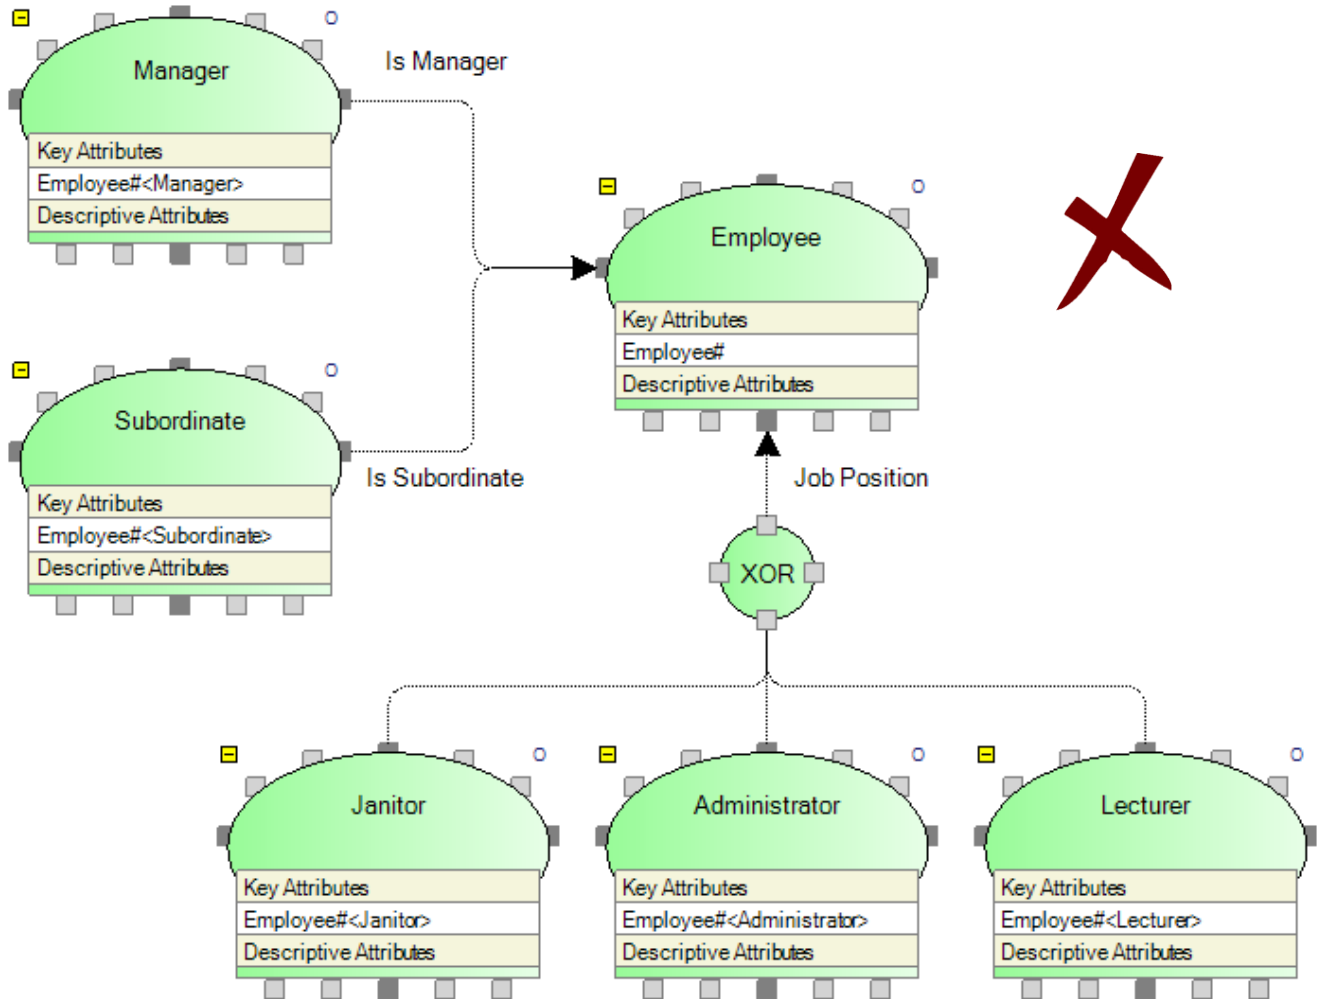 Manager
Key Attributes
Employee#<Manager>
Descriptive Attributes
Is Manager
Employee
Key Attributes
Employee#
Descriptive Attributes
Subordinate
Key Attributes
Employee#<Subordinate>
Descriptive Attributes
Is Subordinate
Job Position
XOR
Janitor
Key Attributes
Employee#<Janitor>
Descriptive Attributes
Administrator
Key Attributes
Employee#<Administrator>
Descriptive Attributes
Lecturer
Key Attributes
Employee#<Lecturer>
Descriptive Attributes